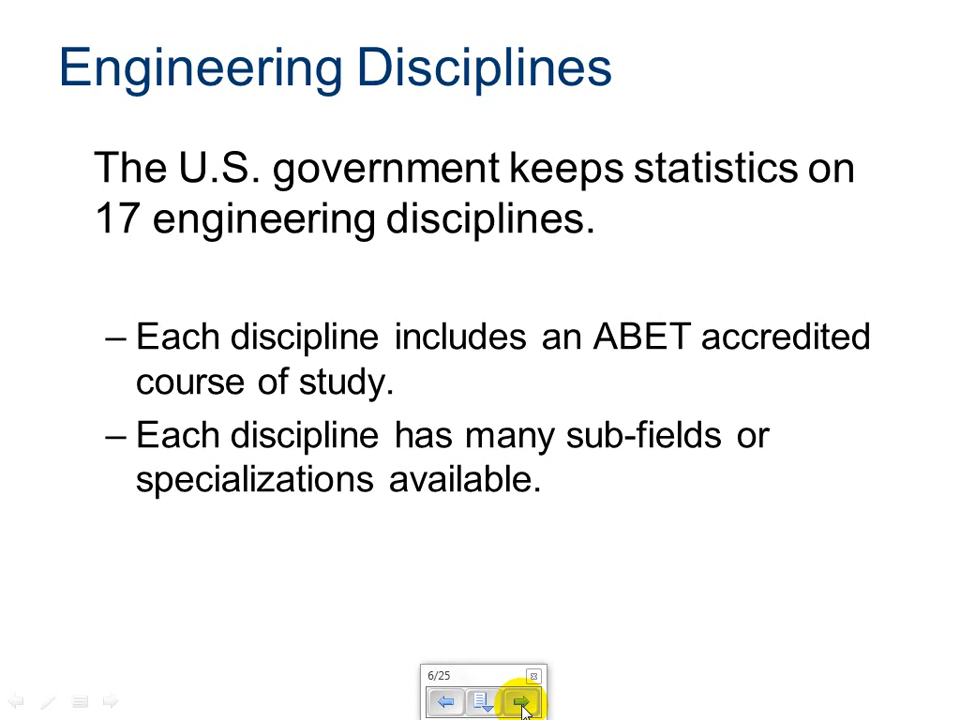 Engineering Disciplines
The U.S. government keeps statistics on
17 engineering disciplines.
– Each discipline includes an ABET accredited
course of study.
– Each discipline has many sub-fields or
specializations available.
6/25